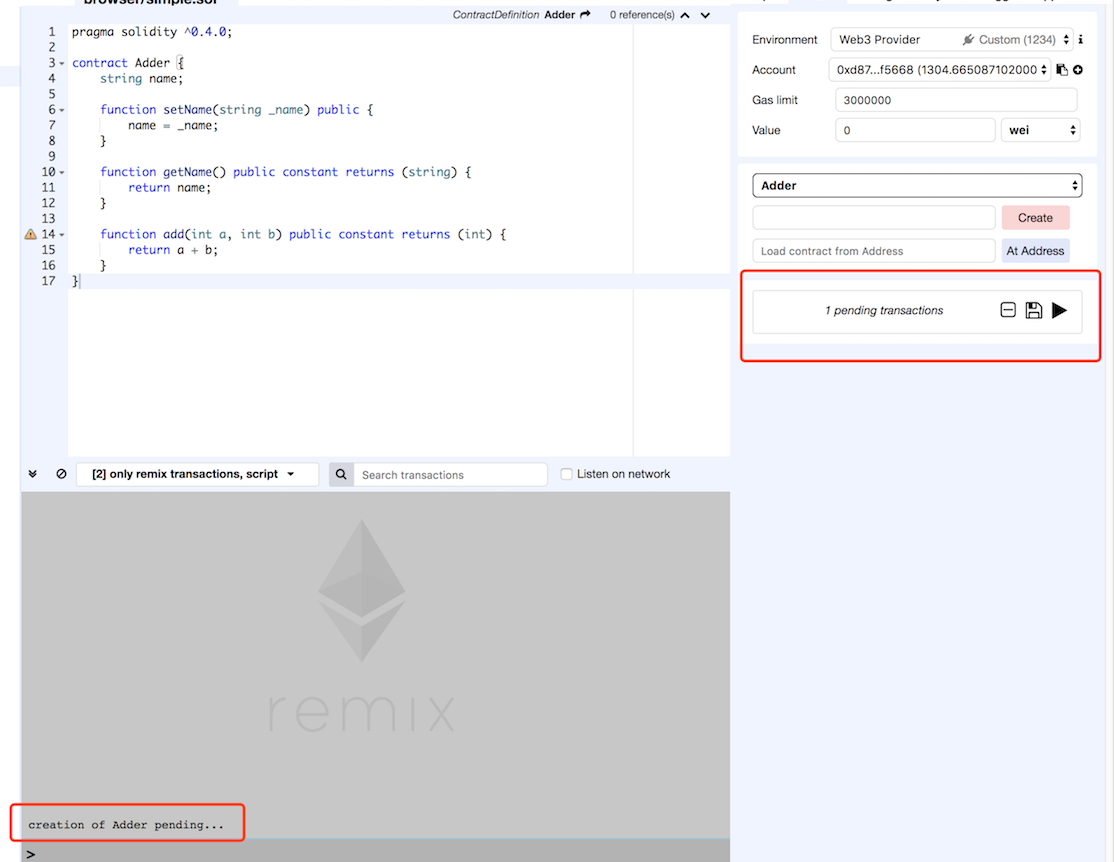 browser/simple.sol
ContractDefinition Adder 0 reference(s)
1 pragma solidity ^0.4.0;
2
3 contract Adder {
4 string name;
5
6 function setName(string _name) public {
7 name = _name;
8 }
9
10 function getName() public constant returns (string) {
11 return name;
12 }
13
14 function add(int a, int b) public constant returns (int) {
15 return a + b;
16 }
17 }
[2] only remix transactions, script
Search transactions
Listen on network
remix
creation of Adder pending...
>
Environment Web3 Provider Custom (1234) i
Account 0xd87...f5668 (1304.665087102000
Gas limit 3000000
Value 0 wei
Adder
Create
Load contract from Address At Address
1 pending transactions